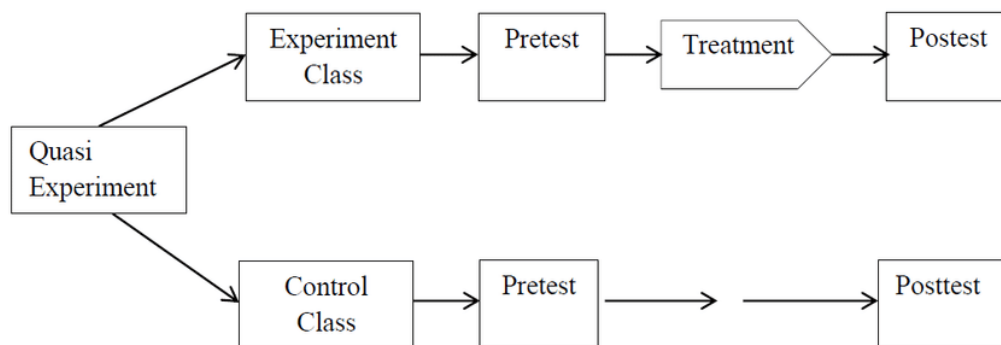 Experiment
Class
Pretest
Treatment
Postest
Quasi
Experiment
Control
Class
Pretest
Posttest